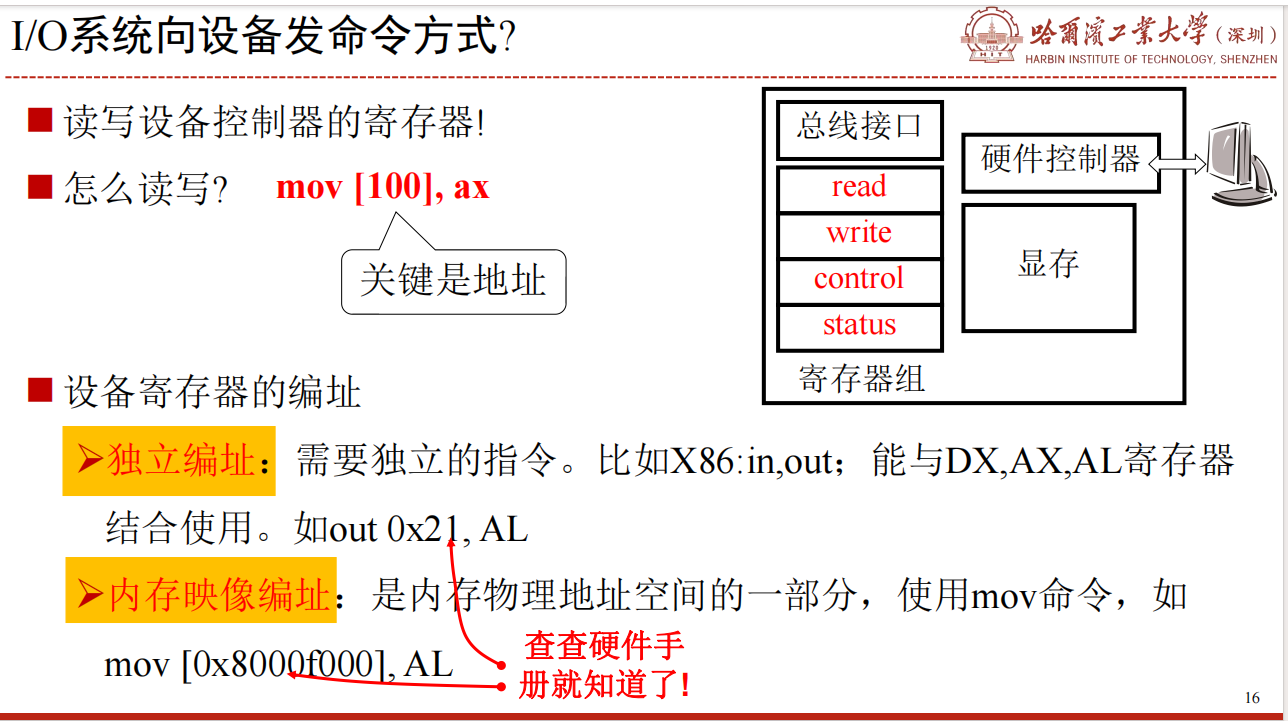 I/O系统向设备发命令方式?
哈爾濱工業大學(深圳)
HARBIN INSTITUTE OF TECHNOLOGY, SHENZHEN
1920
HIT
读写设备控制器的寄存器!
怎么读写? mov [100], ax
关键是地址
总线接口
read
write
control
status
寄存器组
硬件控制器
显存
设备寄存器的编址
独立编址：需要独立的指令。比如X86:in,out；能与DX,AX,AL寄存器
结合使用。如out 0x21, AL
内存映像编址：是内存物理地址空间的一部分，使用mov命令，如
mov [0x8000f000], AL
查查硬件手
册就知道了!
16